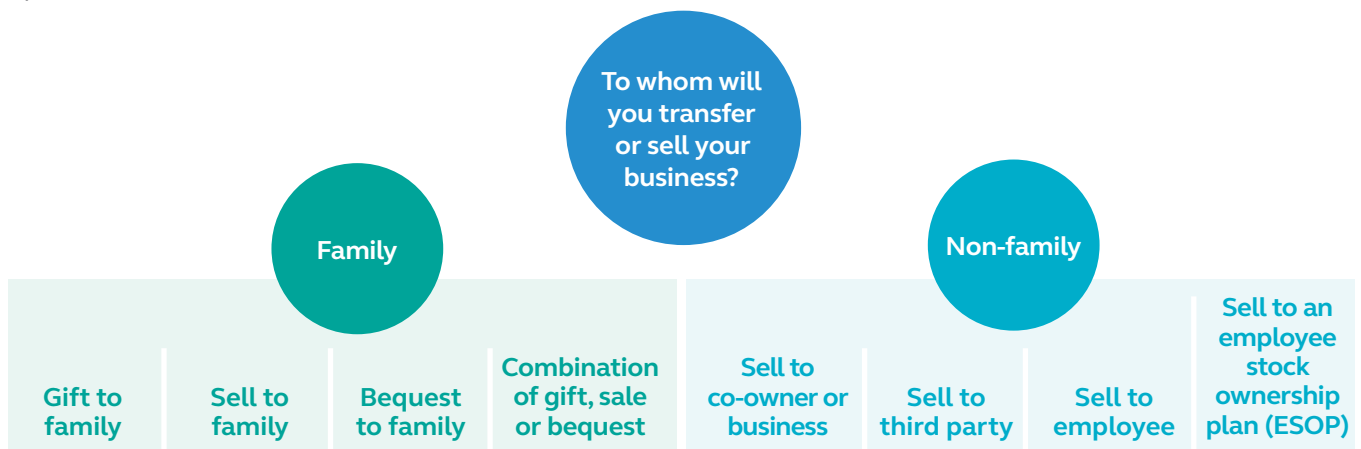 To whom will
you transfer
or sell your
business?
Family
Non-family
Gift to
family
Sell to
family
Bequest
to family
Combination
of gift, sale
or bequest
Sell to
co-owner or
business
Sell to
third party
Sell to
employee
Sell to an
employee
stock
ownership
plan (ESOP)